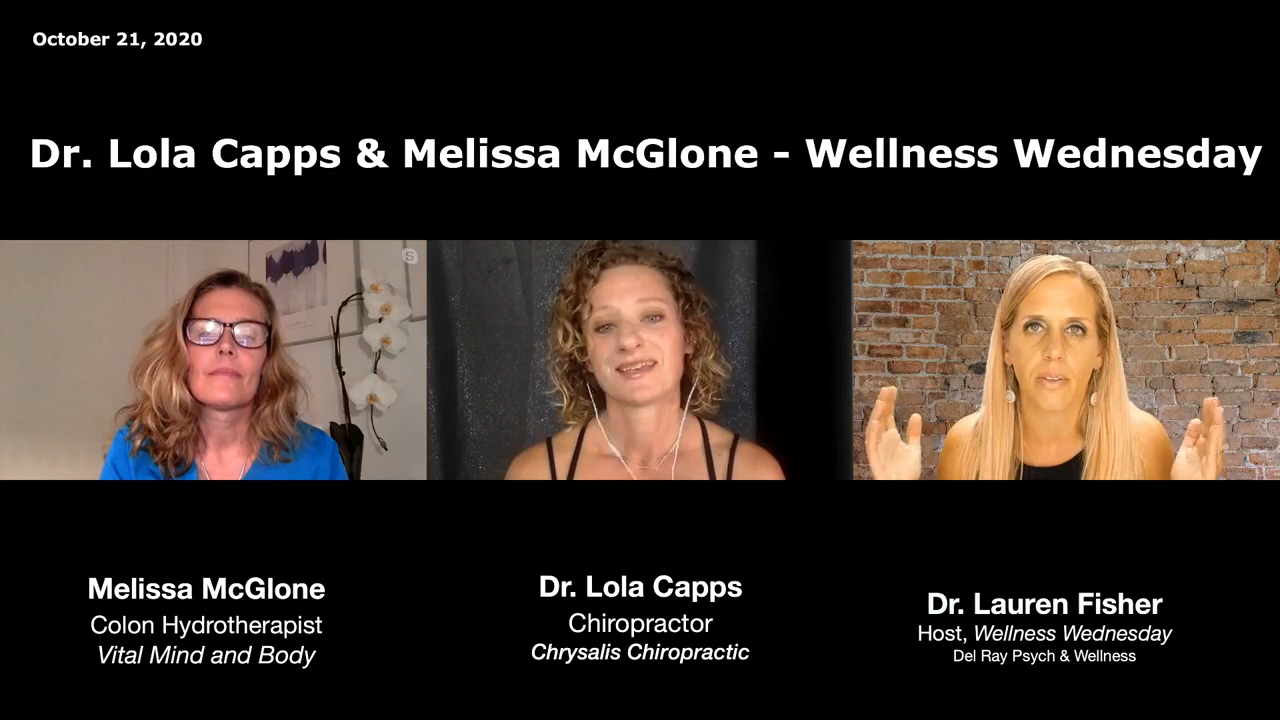 October 21, 2020
Dr. Lola Capps & Melissa McGlone - Wellness Wednesday
Melissa McGlone
Colon Hydrotherapist
Vital Mind and Body
Dr. Lola Capps
Chiropractor
Chrysalis Chiropractic
Dr. Lauren Fisher
Host, Wellness Wednesday
Del Ray Psych & Wellness